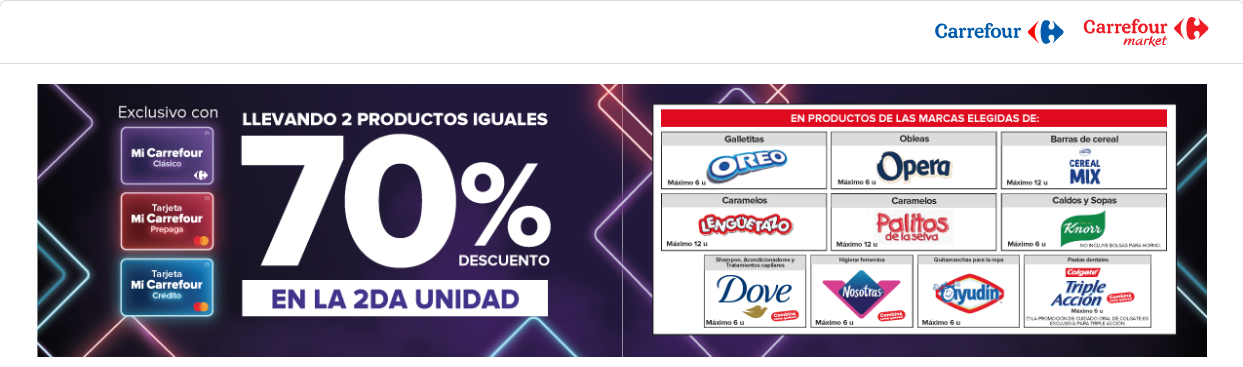 Carrefour
Carrefour
market
Exclusivo con
Mi Carrefour
Clásico
Tarjeta
Mi Carrefour
Prepaga
Tarjeta
Mi Carrefour
Crédito
LLEVANDO 2 PRODUCTOS IGUALES
70%
DESCUENTO
EN LA 2DA UNIDAD
EN PRODUCTOS DE LAS MARCAS ELEGIDAS DE:
Galletitas
OREO
Máximo 6 u
Obleas
Opera
Máximo 6 u
Barras de cereal
CEREAL
MIX
Máximo 12 u
Caramelos
LENGÜETAZO
Máximo 12 u
Caramelos
Palitos
de la selva
Máximo 12 u
Caldos y Sopas
Knorr
Máximo 6 u
NO INCLUYE BOLSAS PARA HORNO.
Shampoo, Acondicionadores y
Tratamientos capilares
Dove
Combiná
Máximo 6 u
Higiene femenina
Nosotras
Combiná
Máximo 6 u
Quitamanchas para la ropa
Ayudín
Máximo 6 u
Pastas dentales
Colgate
Triple
Acción
Combiná
Máximo 6 u
LA PROMOCIÓN DE CUIDADO ORAL DE COLGATE ES
EXCLUSIVA PARA TRIPLE ACCIÓN